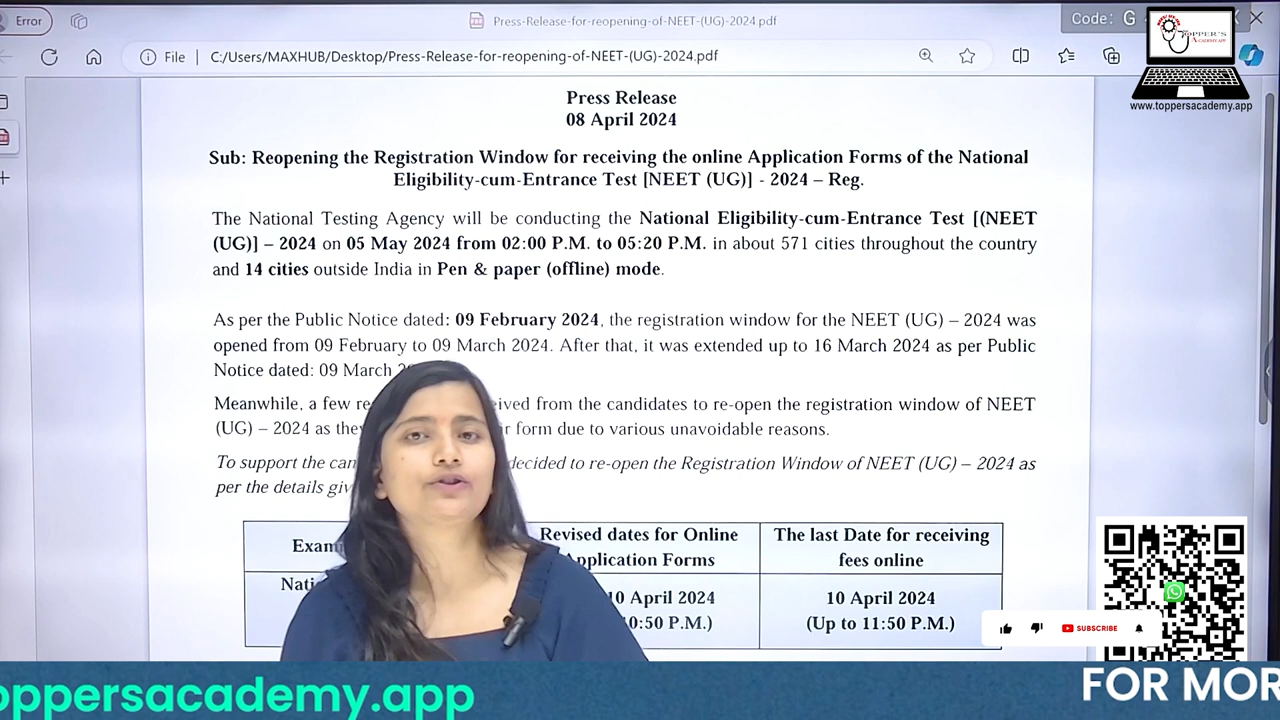 Error
Press-Release-for-reopening-of-NEET-(UG)-2024.pdf
Code: G
TOPPER'S
ACADEMY.APP
File
C:/Users/MAXHUB/Desktop/Press-Release-for-reopening-of-NEET-(UG)-2024.pdf
www.toppersacademy.app
Press Release
08 April 2024
Sub: Reopening the Registration Window for receiving the online Application Forms of the National
Eligibility-cum-Entrance Test [NEET (UG)] - 2024 – Reg.
The National Testing Agency will be conducting the National Eligibility-cum-Entrance Test [(NEET
(UG)] – 2024 on 05 May 2024 from 02:00 P.M. to 05:20 P.M. in about 571 cities throughout the country
and 14 cities outside India in Pen & paper (offline) mode.
As per the Public Notice dated: 09 February 2024, the registration window for the NEET (UG) – 2024 was
opened from 09 February to 09 March 2024. After that, it was extended up to 16 March 2024 as per Public
Notice dated: 09 March
Meanwhile, a few from the candidates to re-open the registration window of NEET
(UG) – 2024 as form due to various unavoidable reasons.
To support the decided to re-open the Registration Window of NEET (UG) – 2024 as
per the details
Revised dates for Online
Application Forms
The last Date for receiving
fees online
10 April 2024
10 April 2024
(Up to 11:50 P.M.)
SUBSCRIBE
toppersacademy.app
FOR MOR